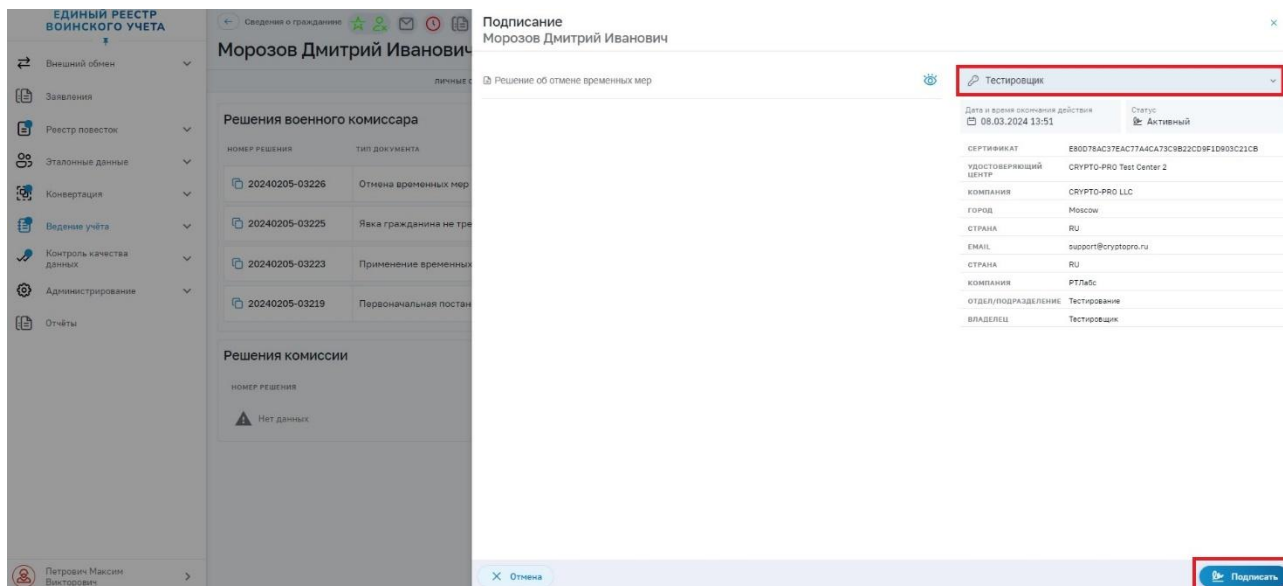 ЕДИНЫЙ РЕЕСТР
ВОИНСКОГО УЧЕТА
Внешний обмен
Заявления
Реестр повесток
Эталонные данные
Конвертация
Ведение учёта
Контроль качества
данных
Администрирование
Отчёты
Петрович Максим
Викторович
Сведения о гражданине
Морозов Дмитрий Иванович
ЛИЧНЫЕ
Решения военного комиссара
НОМЕР РЕШЕНИЯ ТИП ДОКУМЕНТА
20240205-03226 Отмена временных мер
20240205-03225 Явка гражданина не тре
20240205-03223 Применение временных
20240205-03219 Первоначальная постан
Решения комиссии
НОМЕР РЕШЕНИЯ
Нет данных
Подписание
Морозов Дмитрий Иванович
Решение об отмене временных мер
Тестировщик
Дата и время окончания действия Статус
08.03.2024 13:51 Активный
СЕРТИФИКАТ E80D78AC37EAC77A4CA73C9B22CD9F1D903C21CB
УДОСТОВЕРЯЮЩИЙ
ЦЕНТР CRYPTO-PRO Test Center 2
КОМПАНИЯ CRYPTO-PRO LLC
ГОРОД Moscow
СТРАНА RU
EMAIL support@cryptopro.ru
СТРАНА RU
КОМПАНИЯ РТЛабс
ОТДЕЛ/ПОДРАЗДЕЛЕНИЕ Тестирование
ВЛАДЕЛЕЦ Тестировщик
Отмена
Подписать